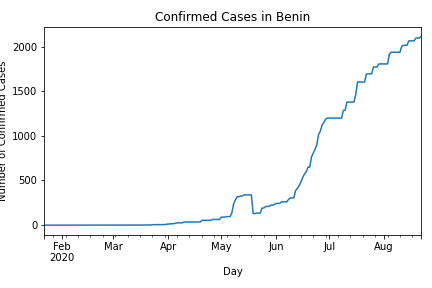 Confirmed Cases in Benin
Number of Confirmed Cases
2000
1500
1000
500
0
Feb
2020
Mar
Apr
May
Jun
Jul
Aug
Day